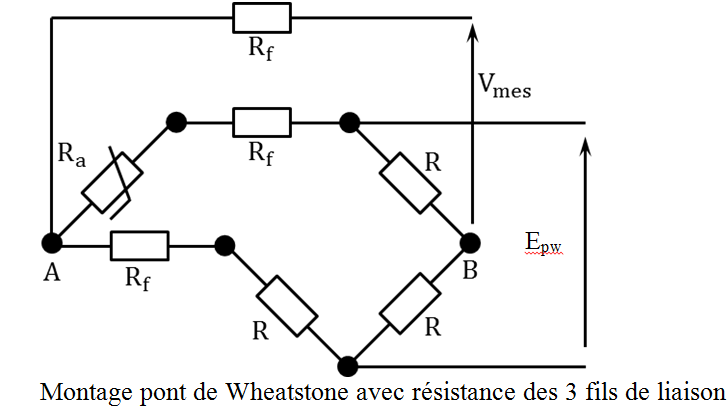 R_f
V_mes
R_a
R_f
R
E_pw
A
R_f
B
R
R
Montage pont de Wheatstone avec résistance des 3 fils de liaison